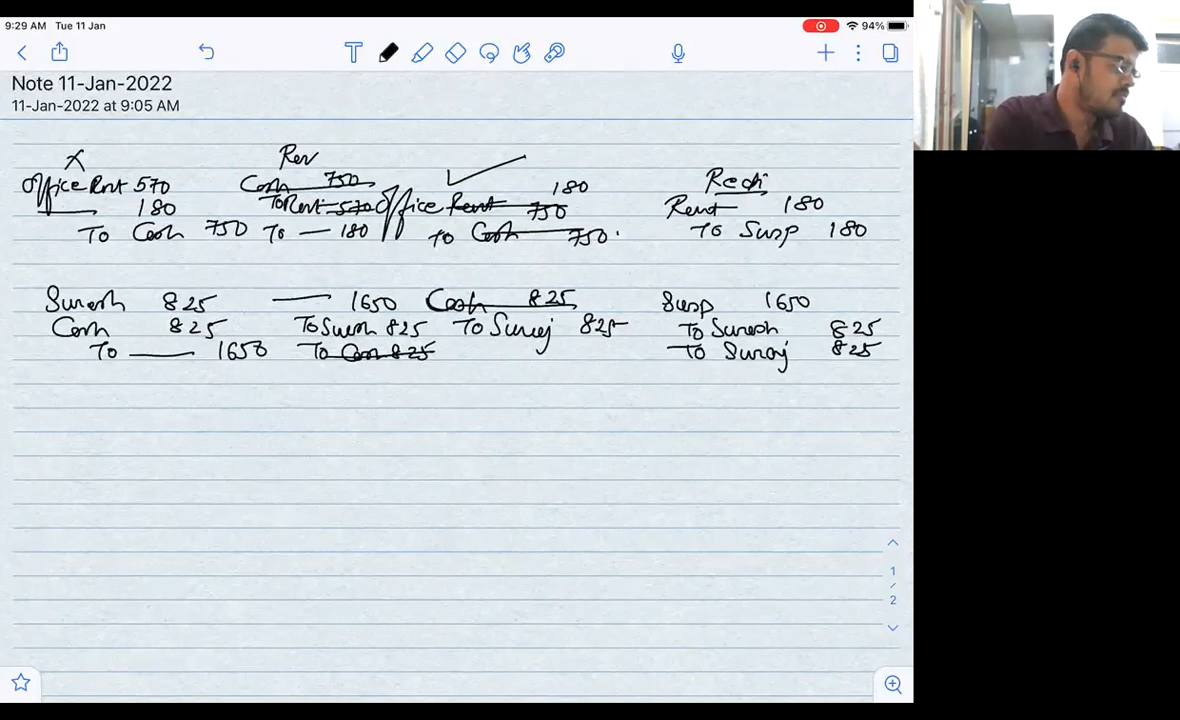 9:29 AM Tue 11 Jan 94%
Note 11-Jan-2022
11-Jan-2022 at 9:05 AM
X Rev Recti
Office Rent 570 Cash 750 180 Rent 180
180 To Rent 570 Office Rent 750 To Susp 180
To Cash 750 To 180 To Cash 750
Suresh 825 1650 Cash 825 Susp 1650
Cash 825 To Suresh 825 To Suraj 825 To Suresh 825
To 1650 To Cash 825 To Suraj 825
1
2